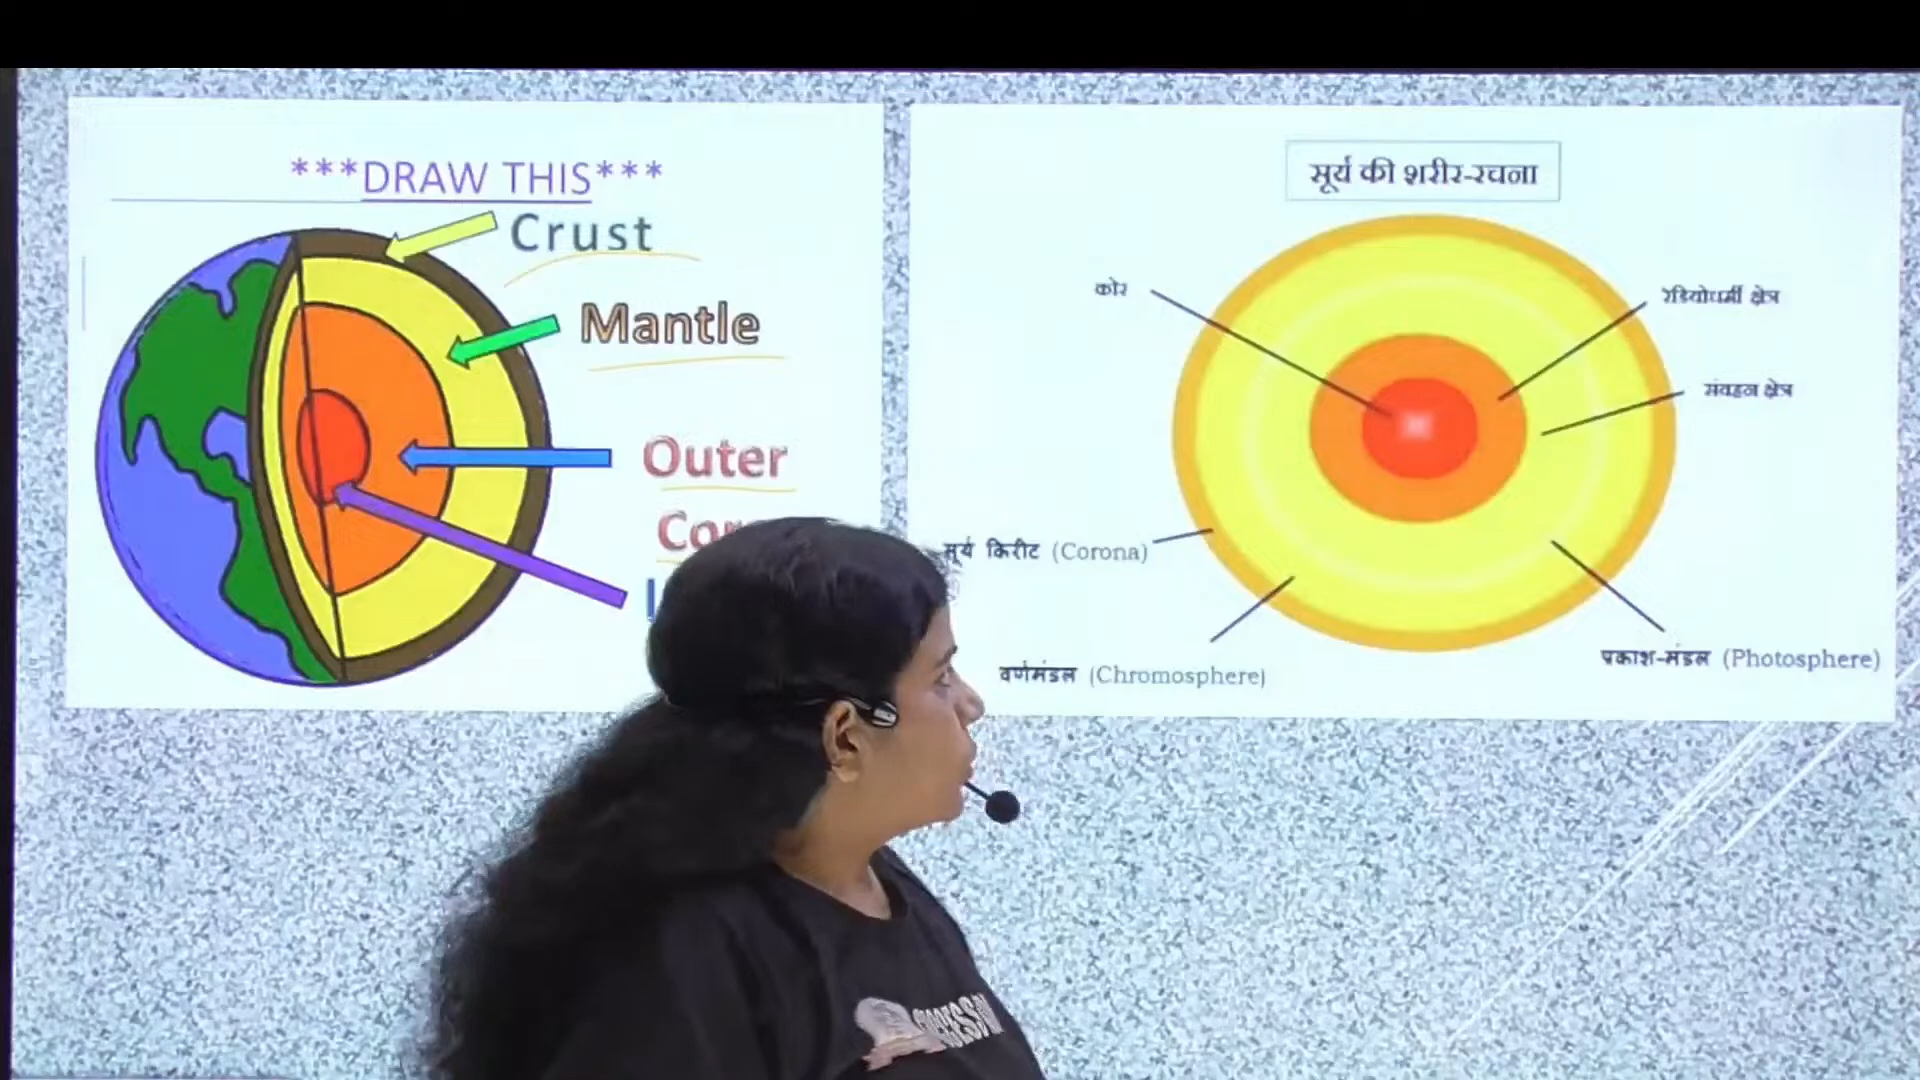 ***DRAW THIS***
Crust
Mantle
Outer
सूर्य की शरीर-रचना
कोर
रेडियोधर्मी क्षेत्र
संवहन क्षेत्र
सूर्य किरीट (Corona)
वर्णमंडल (Chromosphere)
प्रकाश-मंडल (Photosphere)